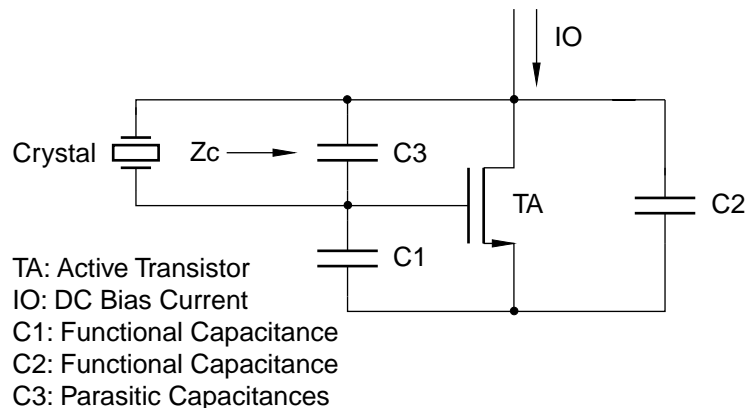 IO
Crystal
Zc
C3
TA
C2
C1
TA: Active Transistor
IO: DC Bias Current
C1: Functional Capacitance
C2: Functional Capacitance
C3: Parasitic Capacitances